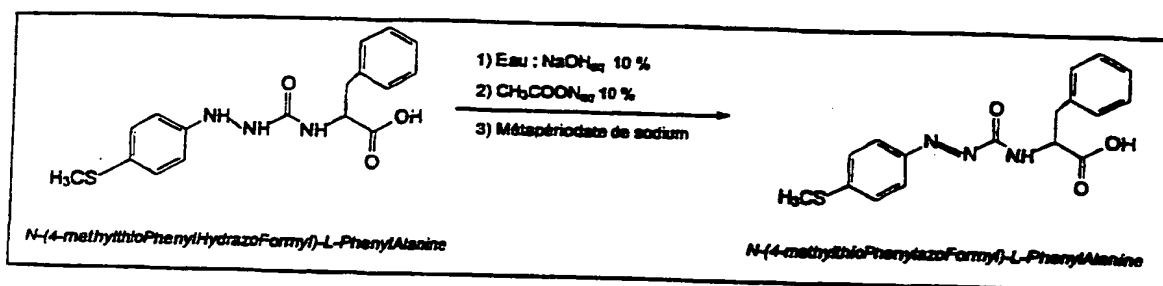 1) Eau : NaOHaq 10 %
2) CH₃COONaq 10 %
3) Métapériodate de sodium
NH
NH
O
NH
OH
O
H₃CS
N
N
O
NH
OH
O
H₃CS
N-(4-methylthioPhenylHydrazoFormyl)-L-PhenylAlanine
N-(4-methylthioPhenylazoFormyl)-L-PhenylAlanine